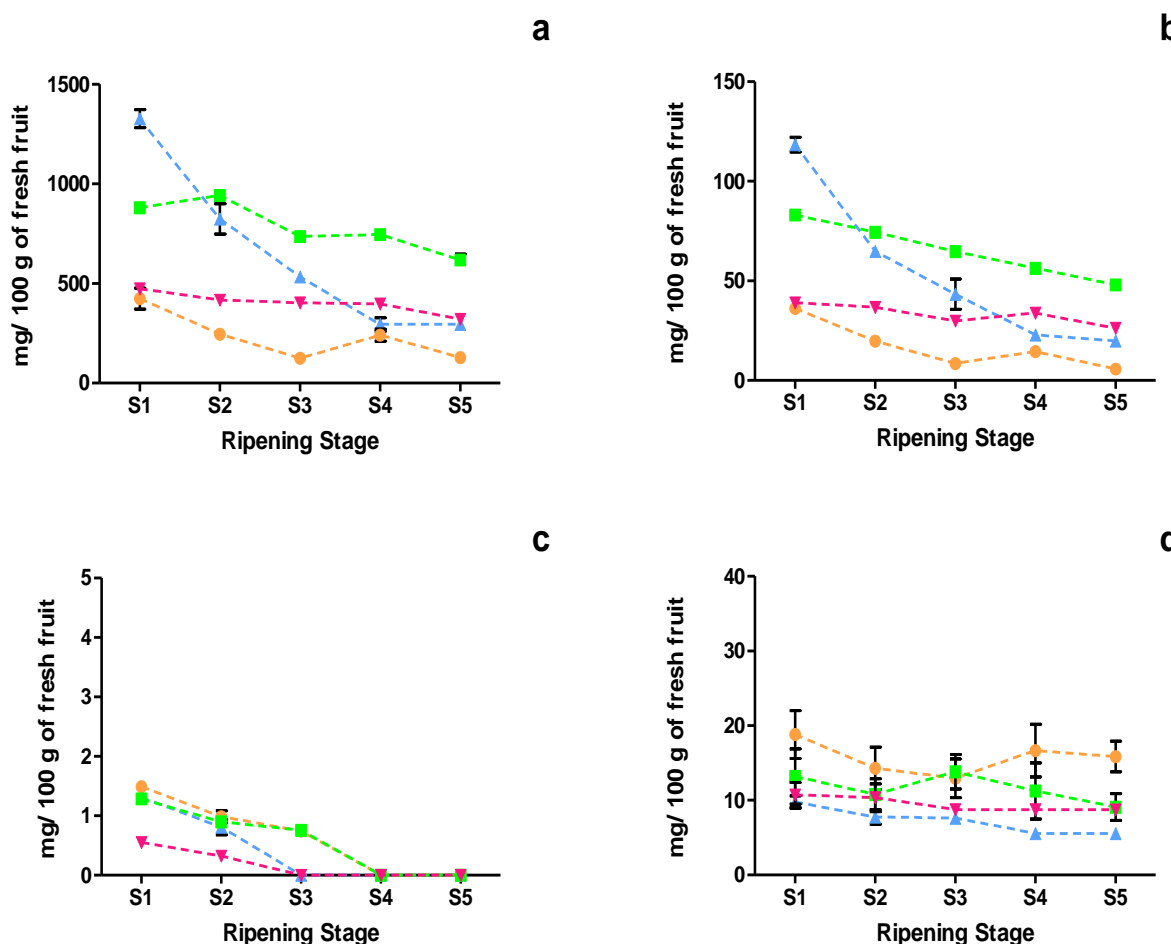 a
mg/ 100 g of fresh fruit
1500
1000
500
0
S1 S2 S3 S4 S5
Ripening Stage
b
mg/ 100 g of fresh fruit
150
100
50
0
S1 S2 S3 S4 S5
Ripening Stage
c
mg/ 100 g of fresh fruit
5
4
3
2
1
0
S1 S2 S3 S4 S5
Ripening Stage
d
mg/ 100 g of fresh fruit
40
30
20
10
0
S1 S2 S3 S4 S5
Ripening Stage